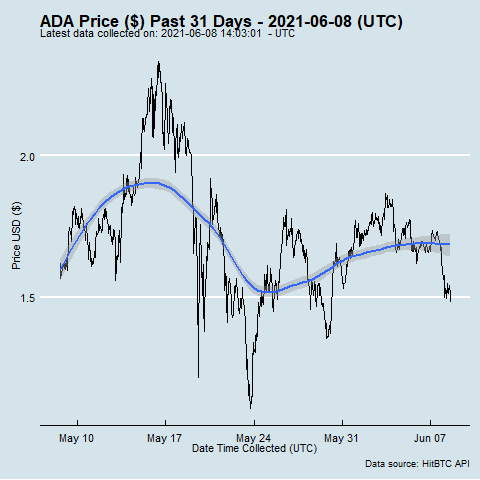 ADA Price ($) Past 31 Days - 2021-06-08 (UTC)
Latest data collected on: 2021-06-08 14:03:01 - UTC
2.0
Price USD ($)
1.5
May 10 May 17 May 24 May 31 Jun 07
Date Time Collected (UTC)
Data source: HitBTC API